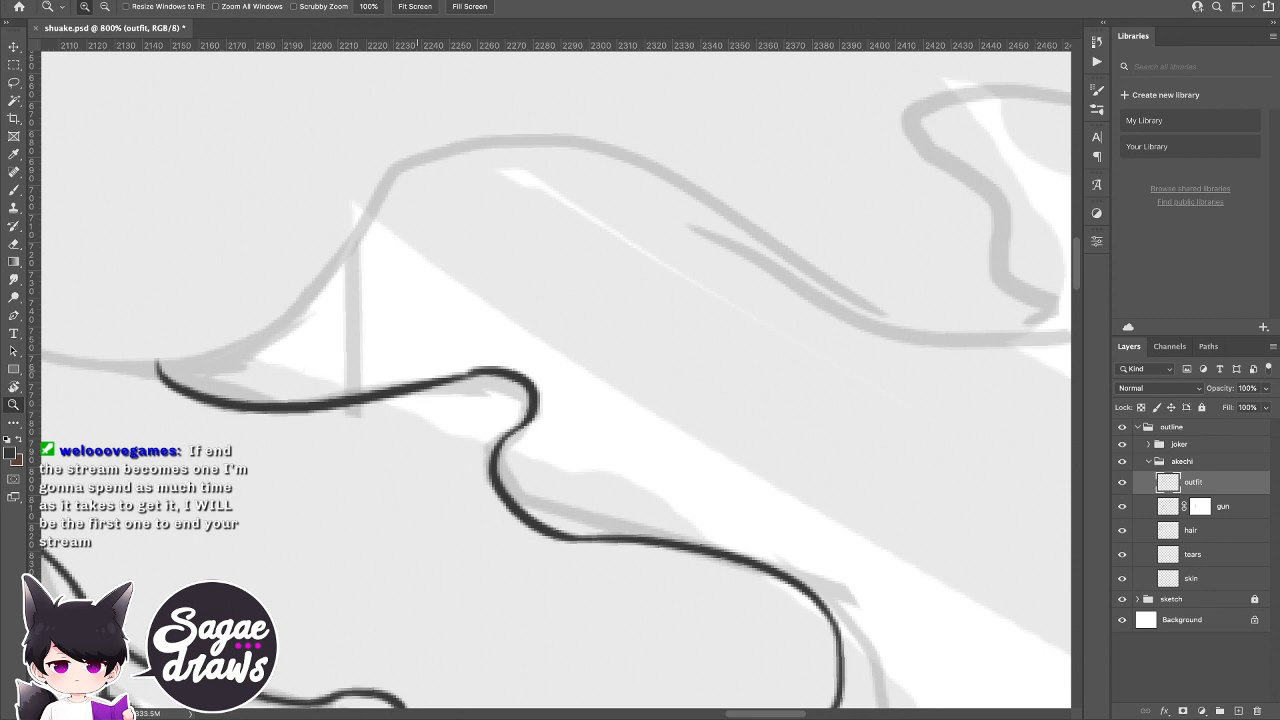 Resize Windows to Fit Zoom All Windows Scrubby Zoom 100% Fit Screen Fill Screen
shuake.psd @ 800% (outfit, RGB/8) *
2110 2120 2130 2140 2150 2160 2170 2180 2190 2200 2210 2220 2230 2240 2250 2260 2270 2280 2290 2300 2310 2320 2330 2340 2350 2360 2370 2380 2390 2400 2410 2420 2430 2440 2450 2460
Libraries
Search all libraries
Create new library
My Library
Your Library
Browse shared libraries
Find public libraries
Layers Channels Paths
Kind
Normal Opacity: 100%
Lock: Fill: 100%
outline
joker
akechi
outfit
gun
hair
tears
skin
sketch
Background
welooovegames: If end
the stream becomes one I'm
gonna spend as much time
as it takes to get it, I WILL
be the first one to end your
stream
Sagae
draws
633.5M